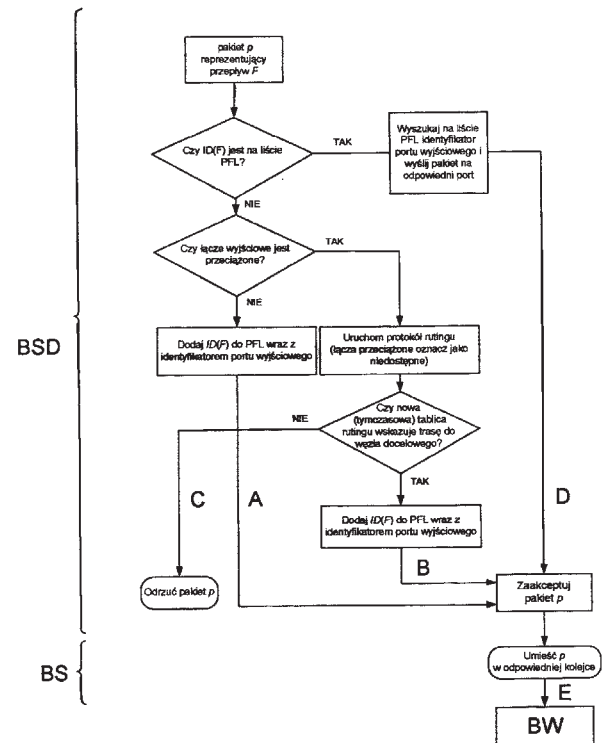 pakiet p
reprezentujący
przepływ F
Czy ID(F) jest na liście
PFL?
TAK
Wyszukaj na liście
PFL identyfikator
portu wyjściowego i
wyślij pakiet na
odpowiedni port
NIE
Czy łącze wyjściowe jest
przeciążone?
TAK
NIE
BSD
Dodaj ID(F) do PFL wraz z
identyfikatorem portu wyjściowego
Uruchom protokół rutingu
(łącza przeciążone oznacz jako
niedostępne)
NIE
Czy nowa
(tymczasowa) tablica
rutingu wskazuje trasę do
węzła docelowego?
TAK
C
A
D
Dodaj ID(F) do PFL wraz z
identyfikatorem portu wyjściowego
B
Odrzuć pakiet p
Zaakceptuj
pakiet p
BS
Umieść p
w odpowiedniej kolejce
E
BW